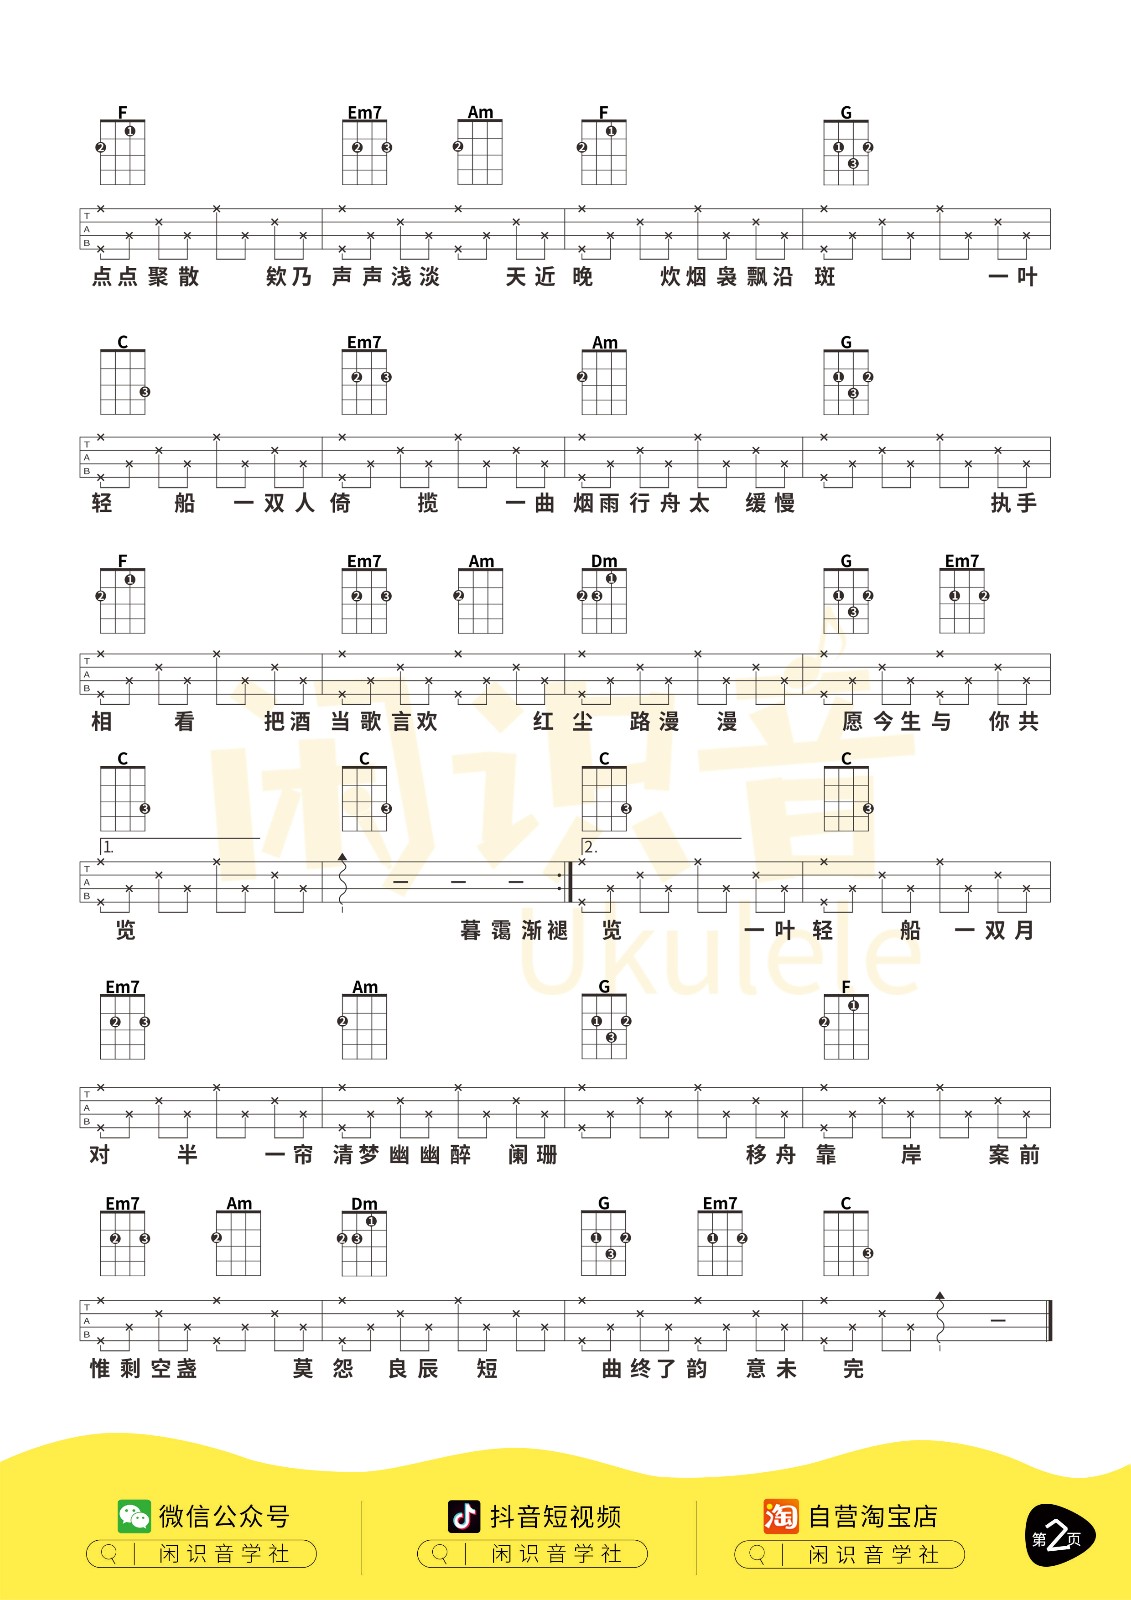 F Em7 Am F G
点点聚散 欸乃 声声浅淡 天近 晚 炊烟袅飘沿 斑 一叶
C Em7 Am G
轻 船 一双人 倚 揽 一曲 烟雨行舟太 缓慢 执手
F Em7 Am Dm G Em7
相 看 把酒 当歌言欢 红 尘 路漫 漫 愿今生与 你共
C C C C
1. 2.
览 暮霭渐褪 览 一叶 轻 船 一双月
Em7 Am G F
对 半 一帘 清梦幽幽醉 阑珊 移舟 靠 岸 案前
Em7 Am Dm G Em7 C
惟剩空盏 莫 怨 良辰 短 曲终了韵 意未 完
闲识音
Ukulele
微信公众号 抖音短视频 自营淘宝店
闲识音学社 闲识音学社 闲识音学社
第2页